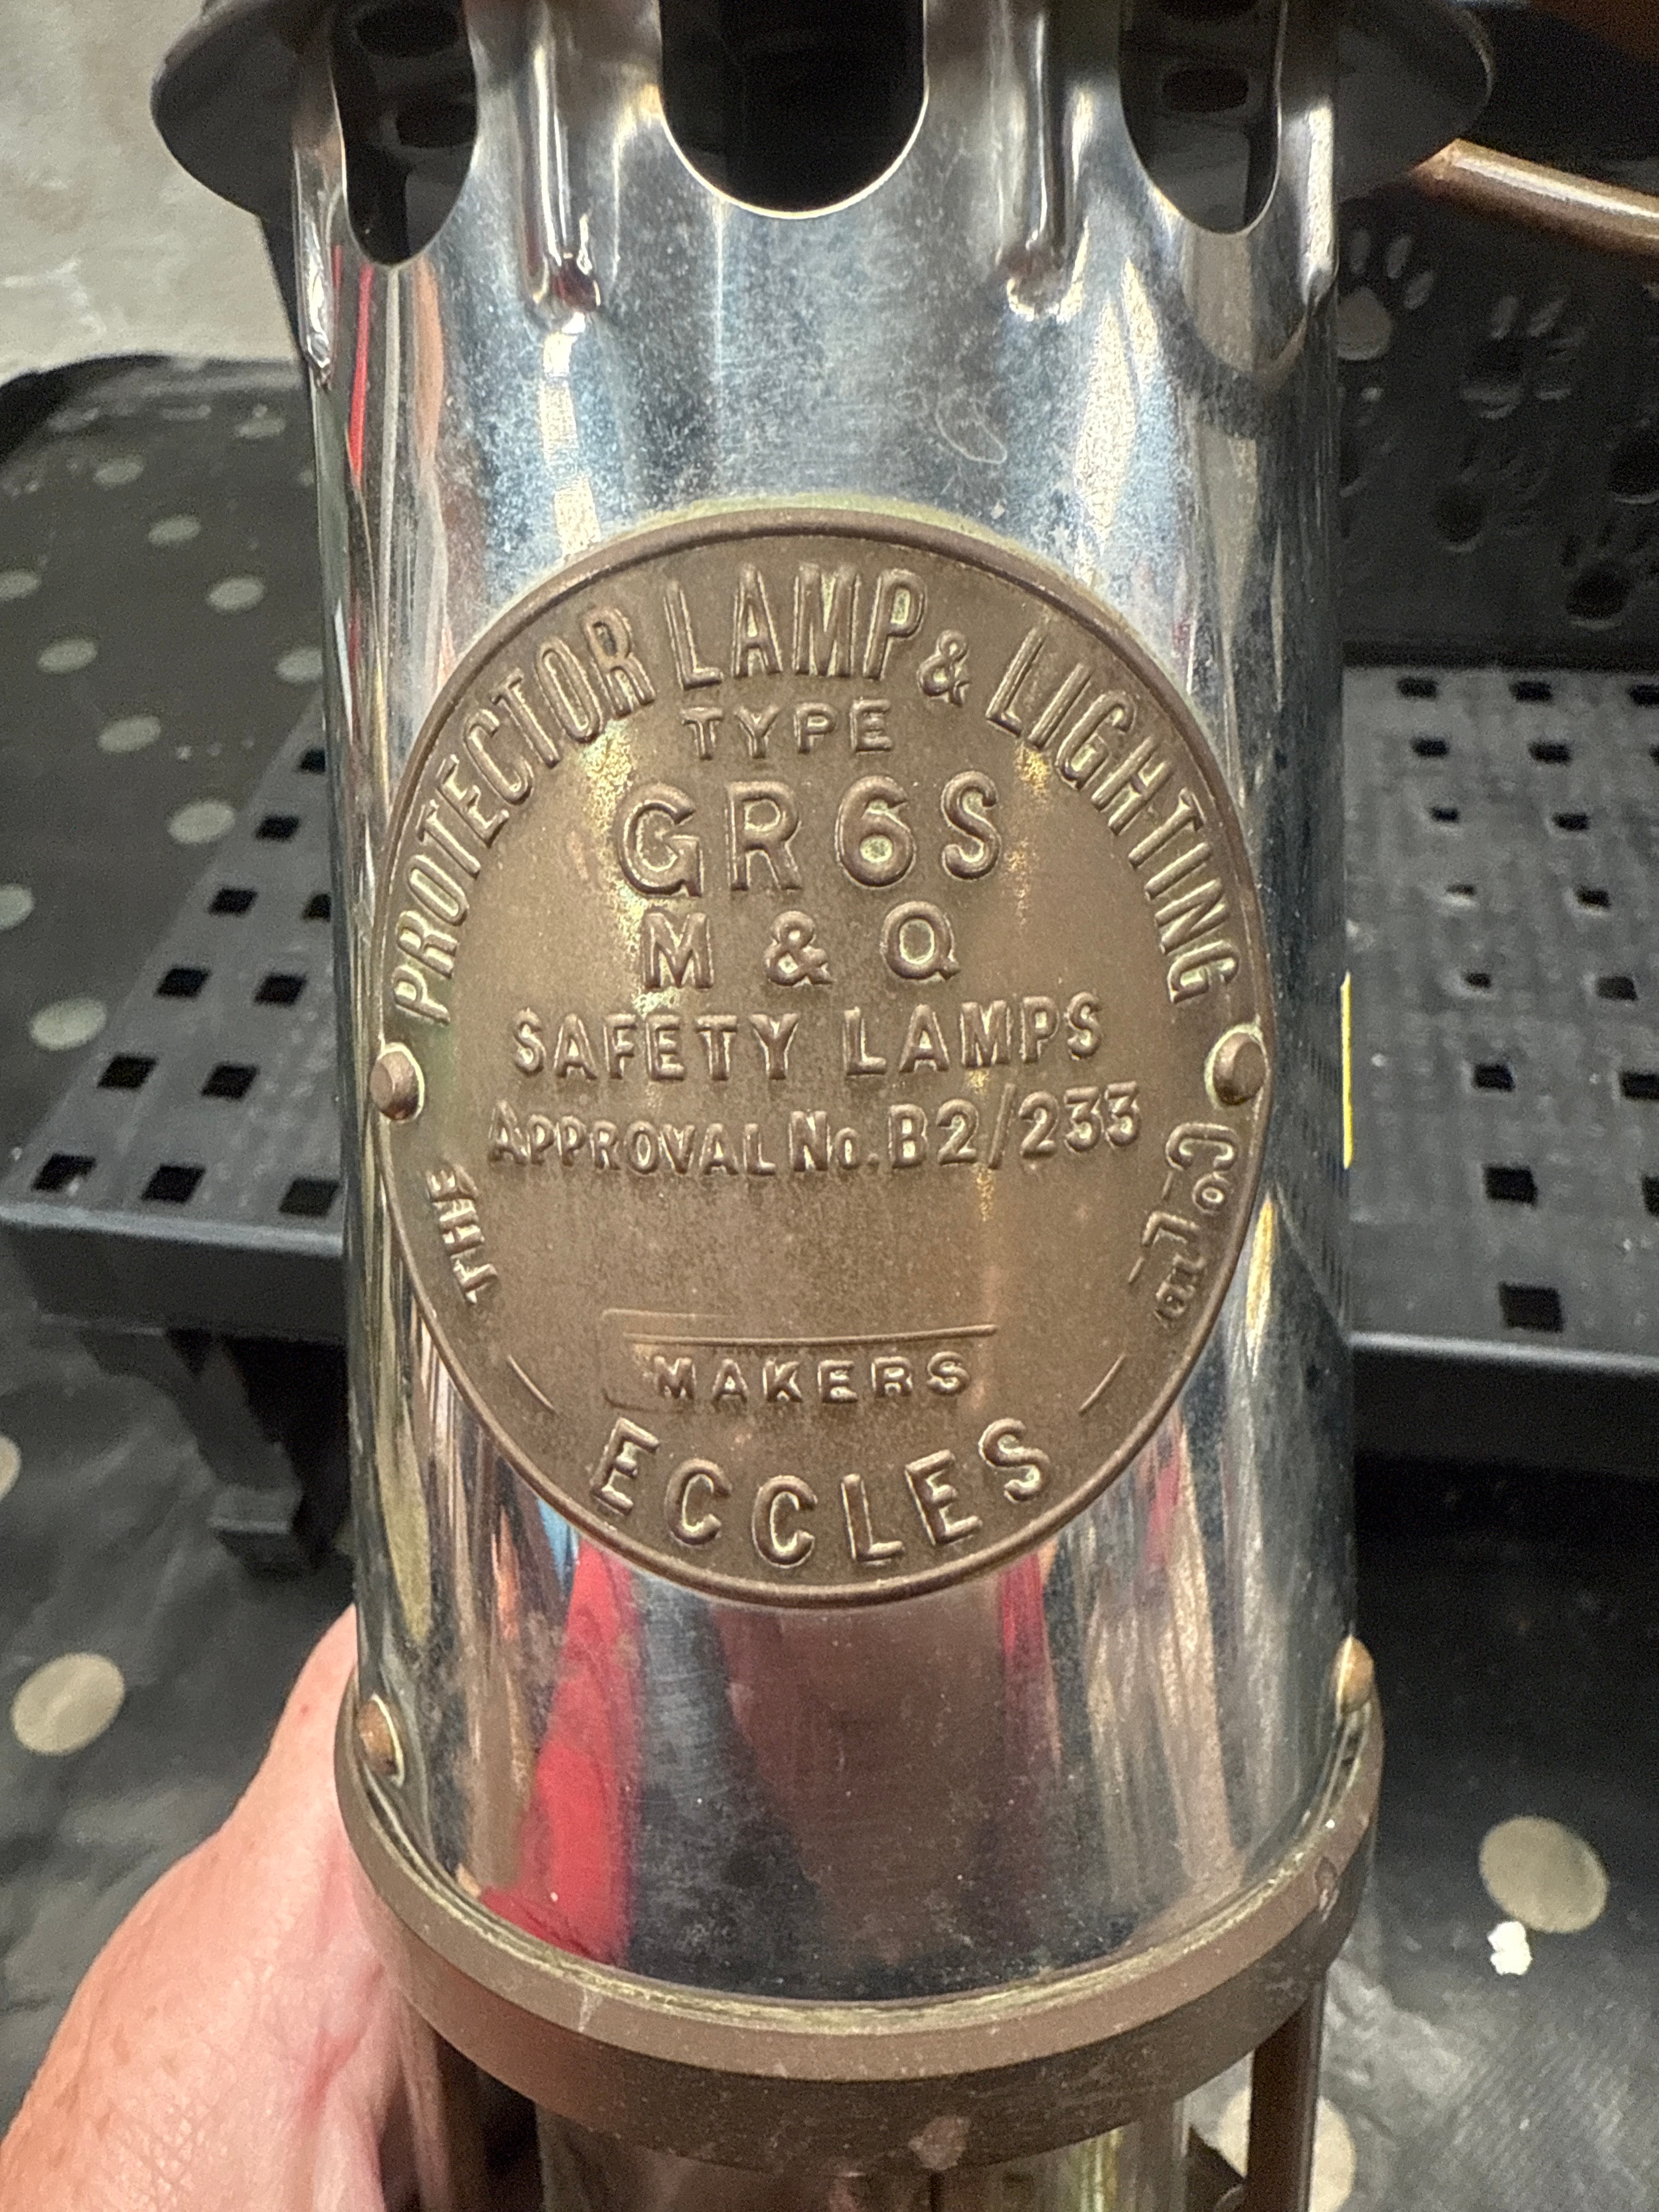 THE PROTECTOR LAMP & LIGHTING Co. LTD.
TYPE
GR6S
M & Q
SAFETY LAMPS
APPROVAL No. B2/233
MAKERS
ECCLES